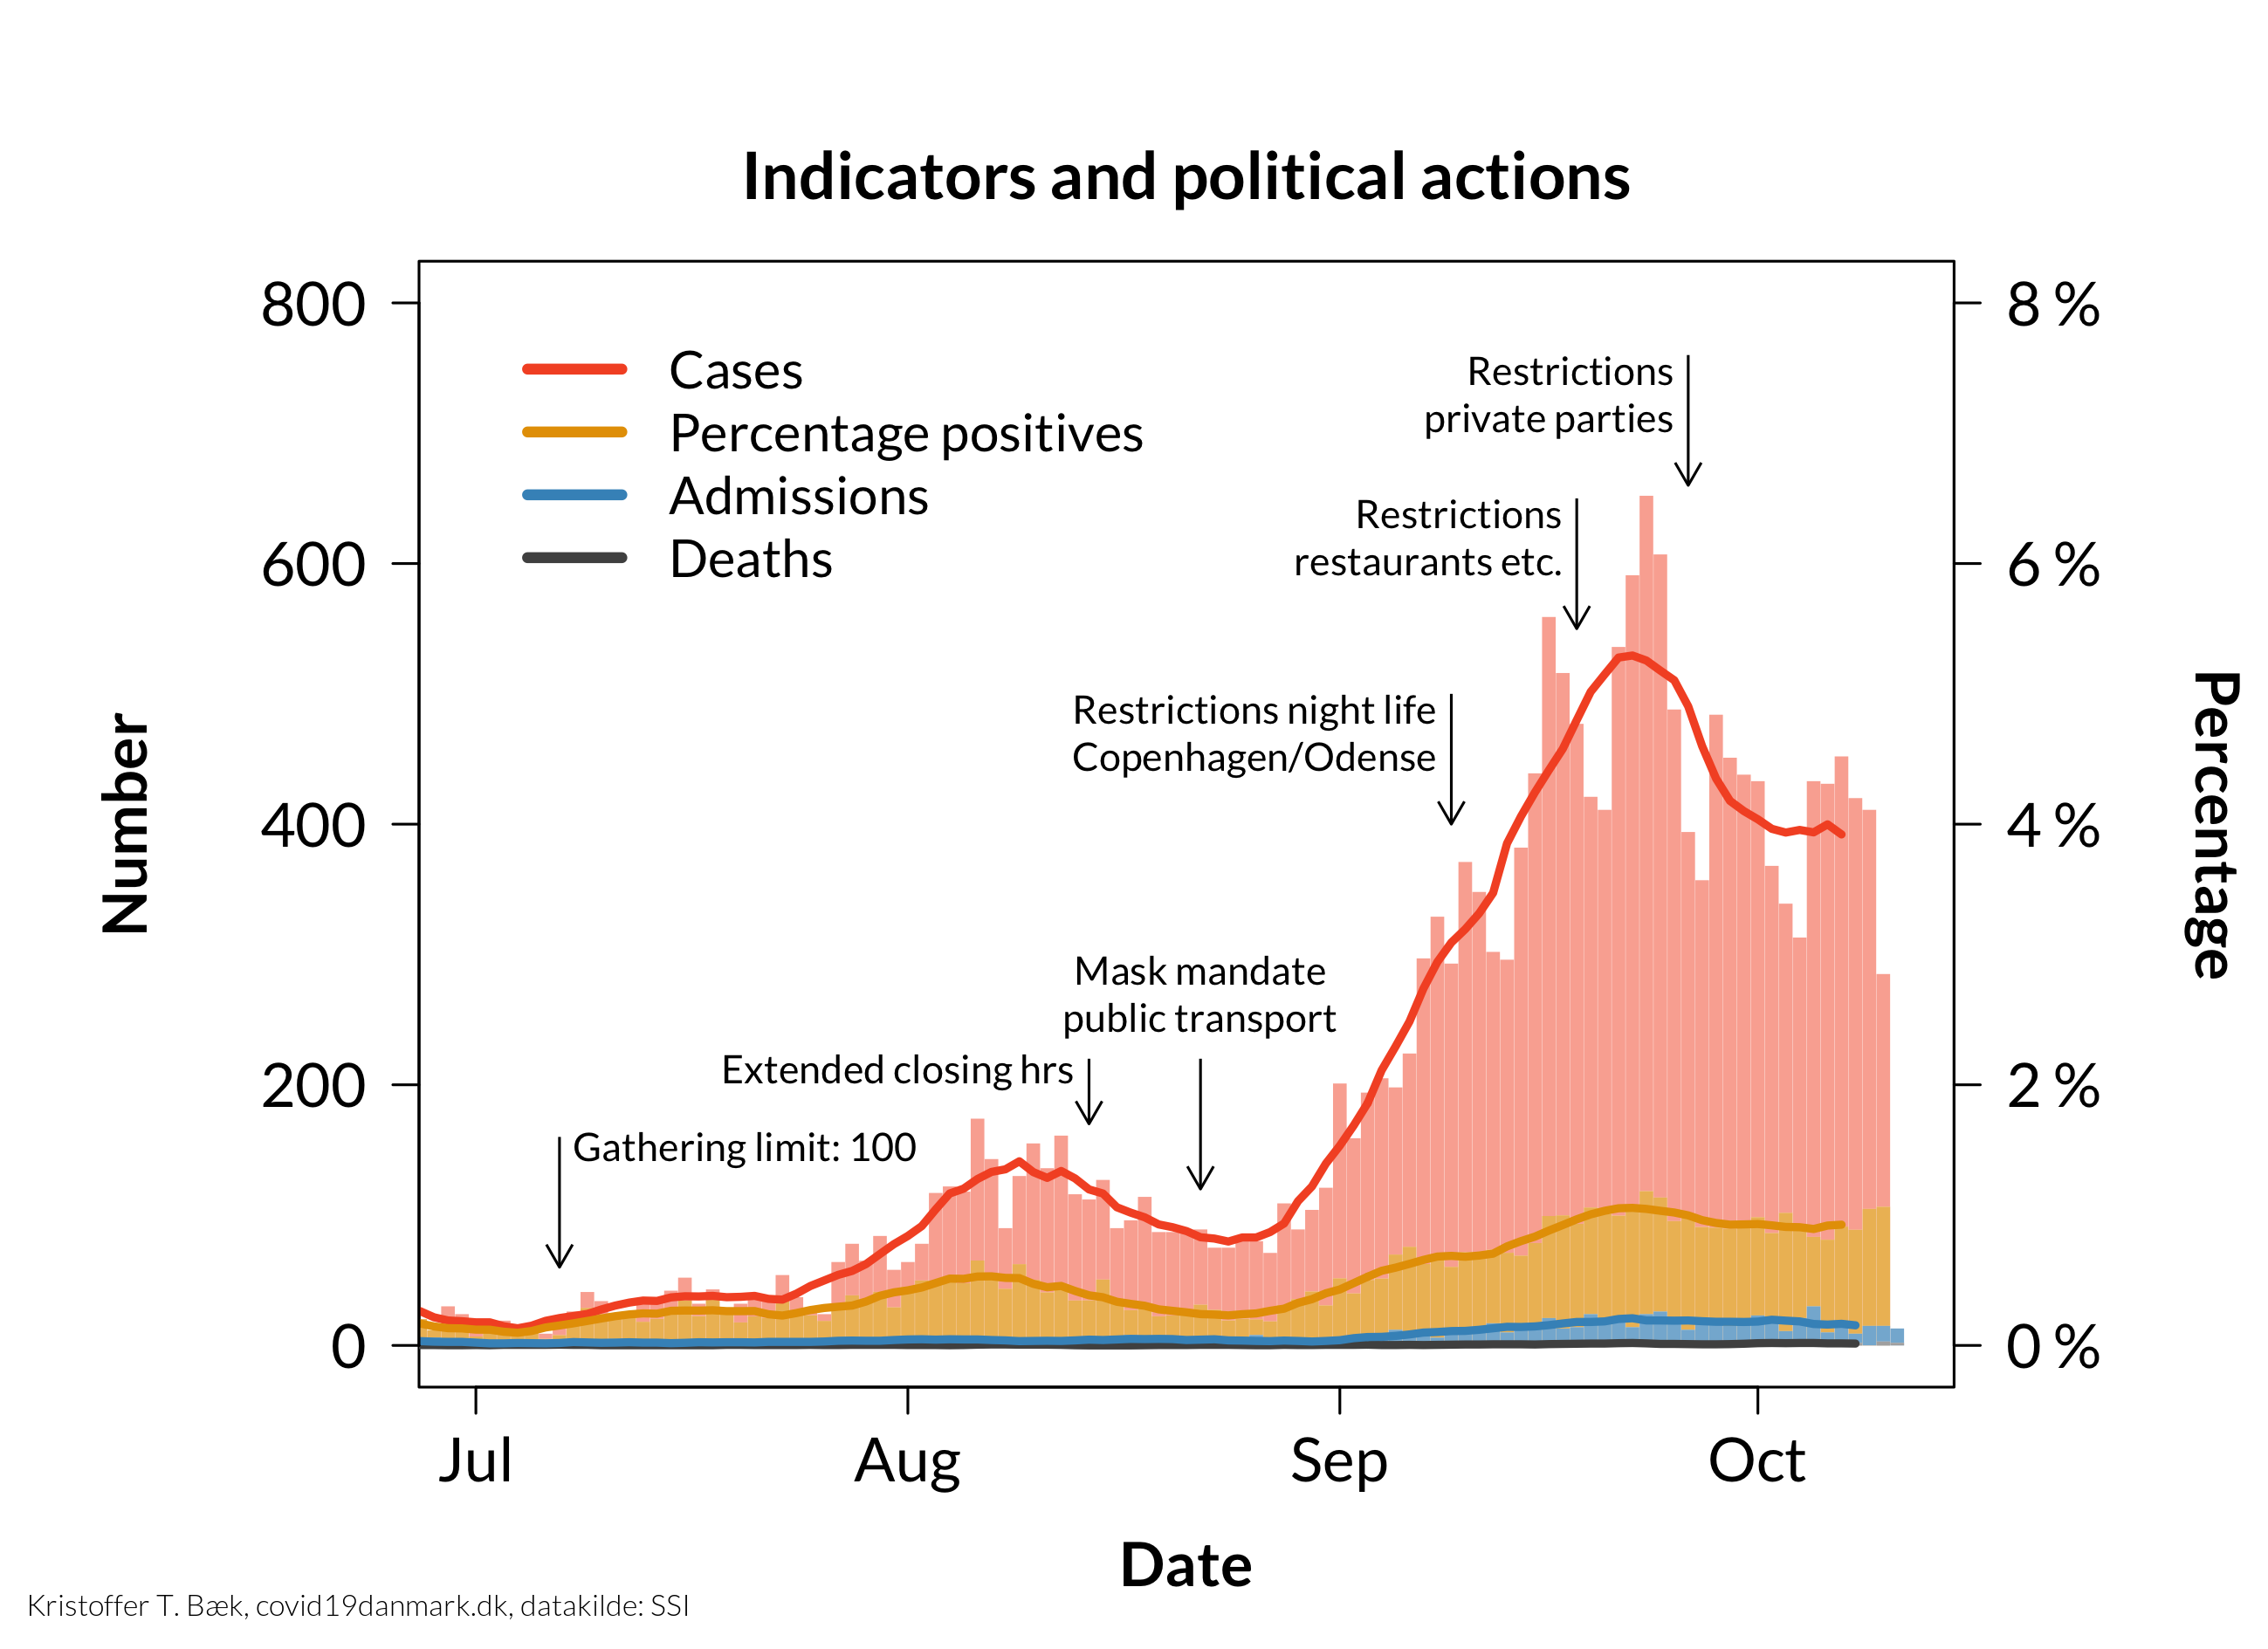 Indicators and political actions
800
600
400
200
0
8 %
6 %
4 %
2 %
0 %
Number
Percentage
Cases
Percentage positives
Admissions
Deaths
Restrictions
private parties
Restrictions
restaurants etc.
Restrictions night life
Copenhagen/Odense
Mask mandate
public transport
Extended closing hrs
Gathering limit: 100
Jul
Aug
Sep
Oct
Date
Kristoffer T. Bæk, covid19danmark.dk, datakilde: SSI